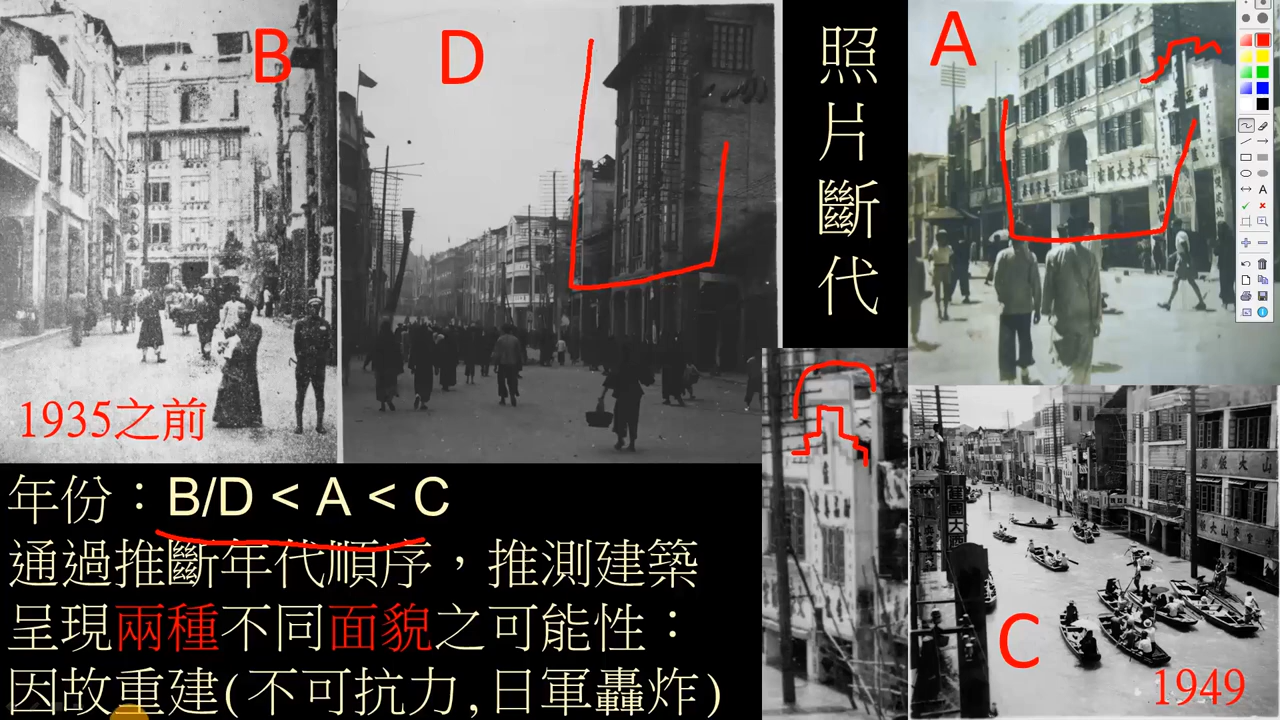 B
D
A
照片斷代
1935之前
年份：B/D < A < C
通過推斷年代順序，推測建築
呈現兩種不同面貌之可能性：
因故重建(不可抗力,日軍轟炸)
C
1949